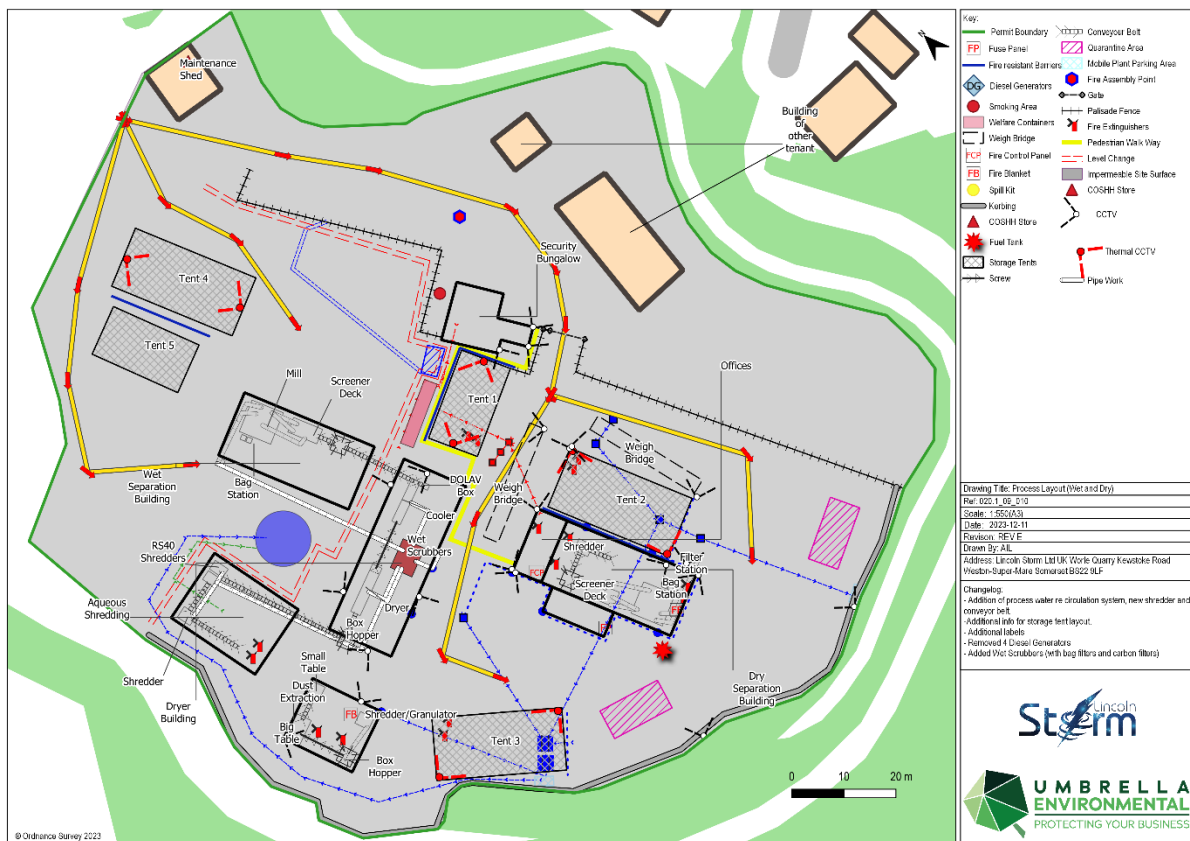 Maintenance
Shed
N
Building
of
other
tenant
Security
Bungalow
Tent 4
Tent 5
Mill
Screener
Deck
Tent 1
Offices
Weigh
Bridge
Wet
Separation
Building
Bag
Station
DOLAV
Box
Weigh
Bridge
Tent 2
Cooler
RS40
Shredders
Wet
Scrubbers
Shredder
Filter
Station
FCP
Screener
Deck
Bag
Station
FP
Aqueous
Shredding
Dryer
Box
Hopper
FP
Small
Table
Shredder
Dust
Extraction
Dry
Separation
Building
Dryer
Building
FB
Shredder/Granulator
Big
Table
Tent 3
Box
Hopper
0 10 20 m
© Ordnance Survey 2023
Key:
Permit Boundary
FP Fuse Panel
Fire resistant Barriers
DG Diesel Generators
Smoking Area
Welfare Containers
Weigh Bridge
FCP Fire Control Panel
FB Fire Blanket
Spill Kit
Kerbing
COSHH Store
Fuel Tank
Storage Tents
Screw
Conveyor Belt
Quarantine Area
Mobile Plant Parking Area
Fire Assembly Point
Gate
Palisade Fence
Fire Extinguishers
Pedestrian Walk Way
Level Change
Impermeable Site Surface
COSHH Store
CCTV
Thermal CCTV
Pipe Work
Drawing Title: Process Layout (Wet and Dry)
Ref: 020.1_09_010
Scale: 1:550(A3)
Date: 2023-12-11
Revison: REV E
Drawn By: AIL
Address: Lincoln Storm Ltd UK Worle Quarry Kewstoke Road
Weston-Super-Mare Somerset BS22 9LF
Changelog:
- Addition of process water re circulation system, new shredder and
conveyor belt.
-Additional info for storage tent layout.
- Additional labels
- Removed 4 Diesel Generators
- Added Wet Scrubbers (with bag filters and carbon filters)
Lincoln
Storm
UMBRELLA
ENVIRONMENTAL
PROTECTING YOUR BUSINESS